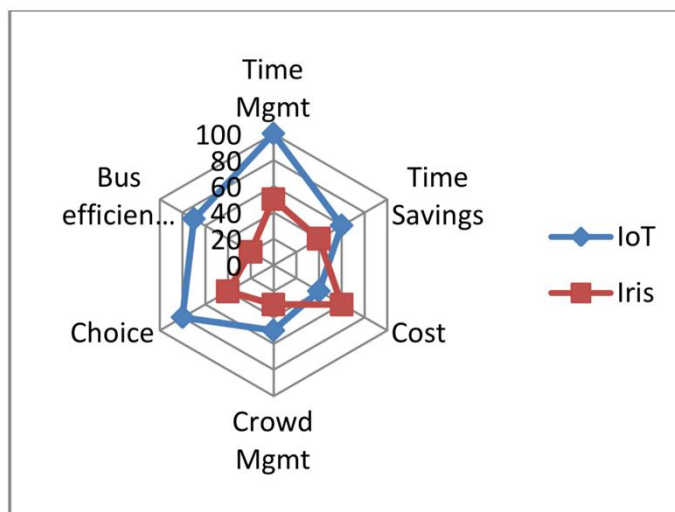 Time
Mgmt
100
80
60
40
20
0
Time
Savings
Cost
Crowd
Mgmt
Choice
Bus
efficien...
IoT
Iris